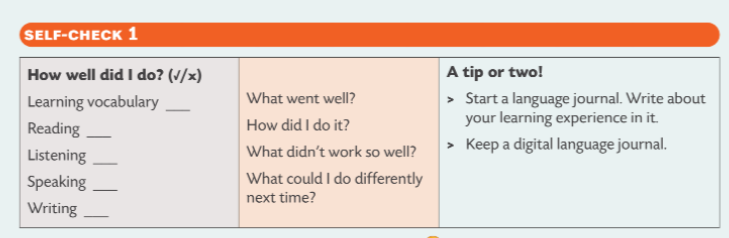 SELF-CHECK 1
How well did I do? (√/x)
Learning vocabulary ___
Reading ___
Listening ___
Speaking ___
Writing ___
What went well?
How did I do it?
What didn't work so well?
What could I do differently
next time?
A tip or two!
> Start a language journal. Write about
your learning experience in it.
> Keep a digital language journal.